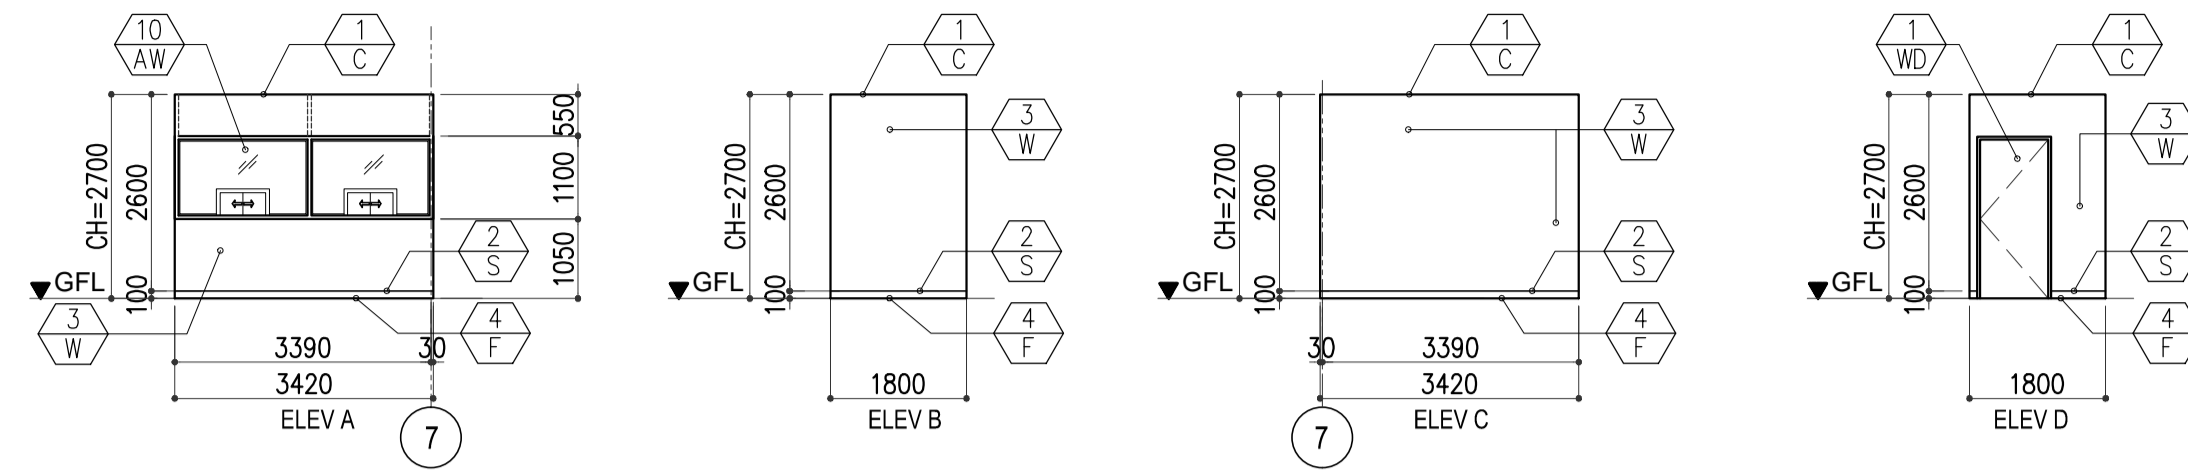 10
AW
1
C
CH=2700
2600
100
550
1100
1050
GFL
2
S
3
W
4
F
3390
30
3420
ELEV A
7
1
C
3
W
CH=2700
2600
100
GFL
2
S
4
F
1800
ELEV B
1
C
3
W
CH=2700
2600
100
GFL
2
S
4
F
30
3390
3420
ELEV C
7
1
WD
1
C
3
W
CH=2700
2600
100
GFL
2
S
4
F
1800
ELEV D